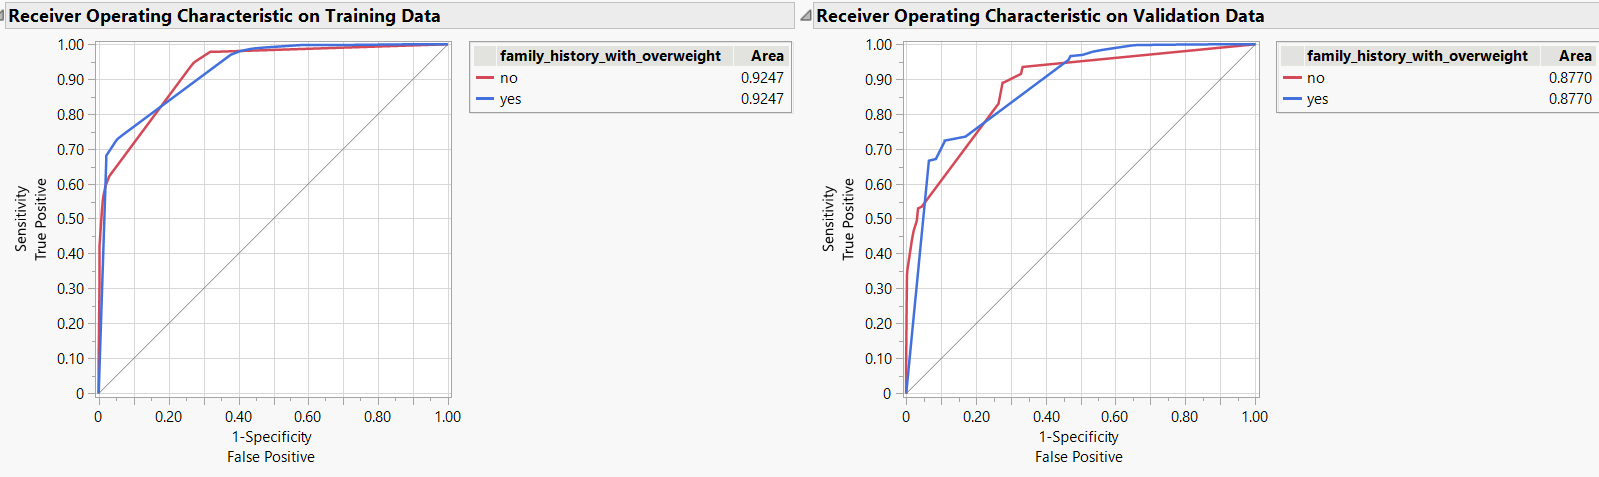 Receiver Operating Characteristic on Training Data
1.00
0.90
0.80
0.70
0.60
0.50
0.40
0.30
0.20
0.10
0
Sensitivity
True Positive
0 0.20 0.40 0.60 0.80 1.00
1-Specificity
False Positive
family_history_with_overweight Area
no 0.9247
yes 0.9247
Receiver Operating Characteristic on Validation Data
1.00
0.90
0.80
0.70
0.60
0.50
0.40
0.30
0.20
0.10
0
Sensitivity
True Positive
0 0.20 0.40 0.60 0.80 1.00
1-Specificity
False Positive
family_history_with_overweight Area
no 0.8770
yes 0.8770